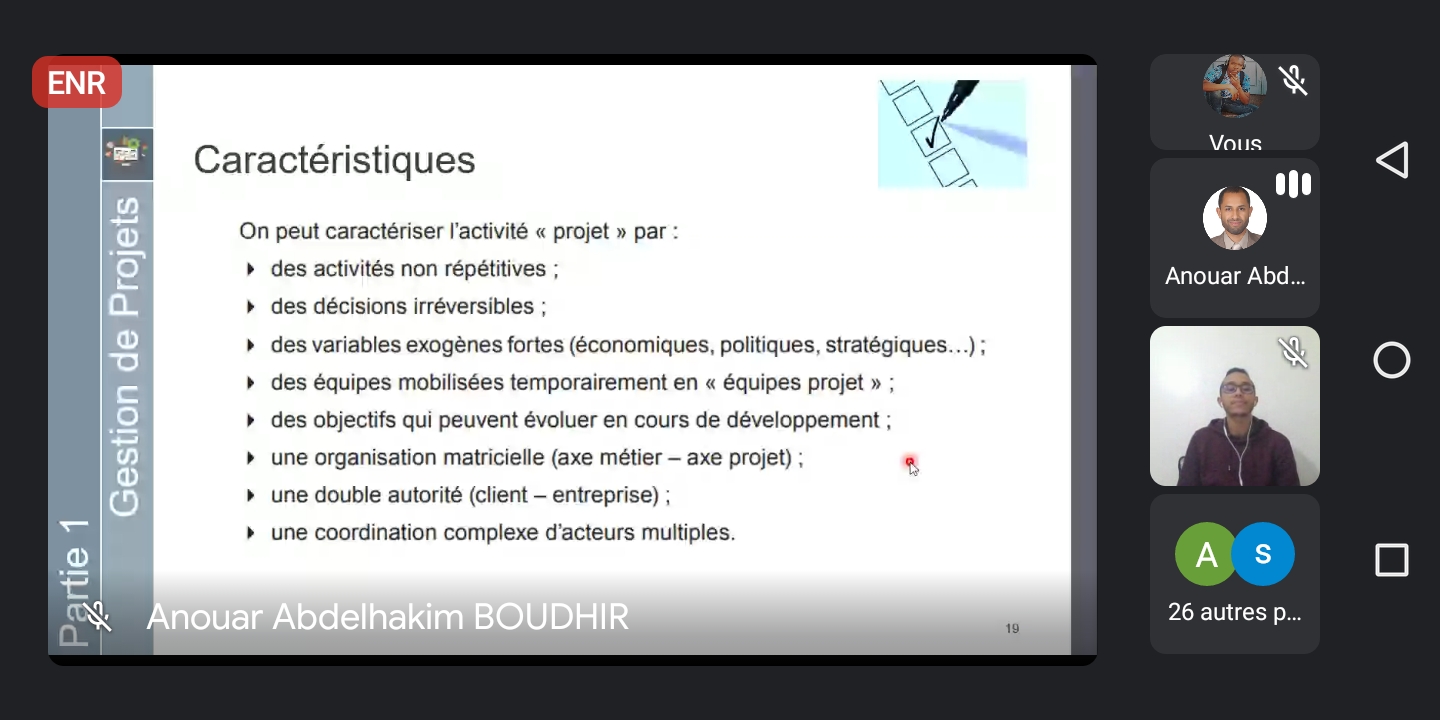 ENR
Partie 1
Gestion de Projets
Caractéristiques
On peut caractériser l'activité « projet » par :
des activités non répétitives ;
des décisions irréversibles ;
des variables exogènes fortes (économiques, politiques, stratégiques…) ;
des équipes mobilisées temporairement en « équipes projet » ;
des objectifs qui peuvent évoluer en cours de développement ;
une organisation matricielle (axe métier – axe projet) ;
une double autorité (client – entreprise) ;
une coordination complexe d'acteurs multiples.
Anouar Abdelhakim BOUDHIR
19
Vous
Anouar Abd...
A
S
26 autres p...